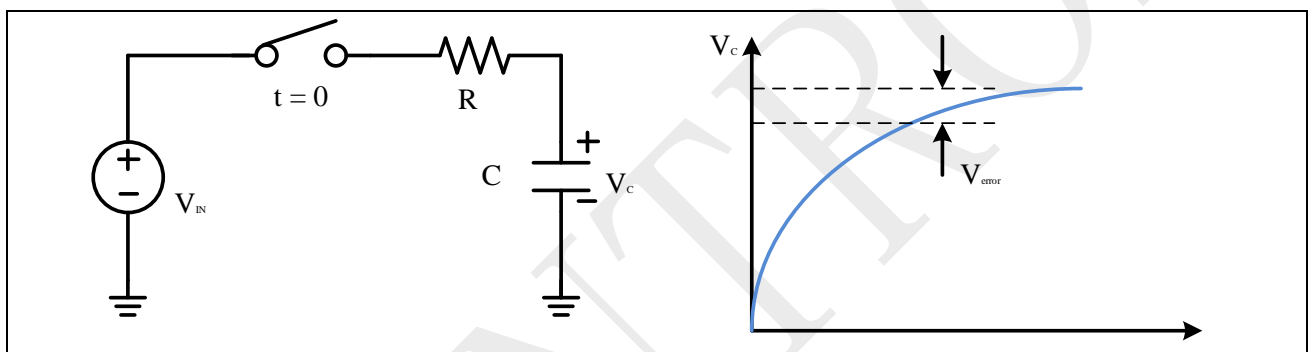 V_C
t = 0
R
V_IN
+
−
C
+
V_C
−
V_error